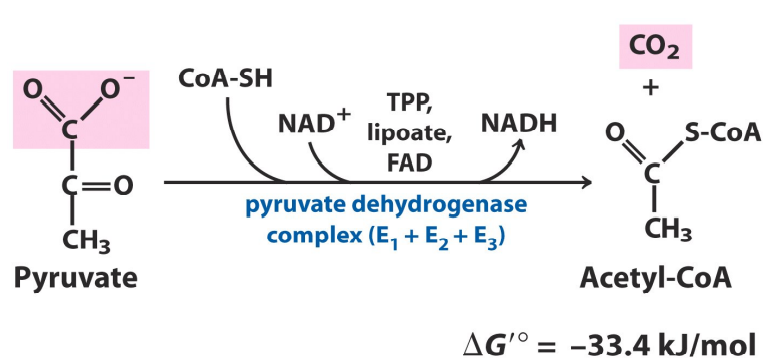 CO₂
+
O O⁻
C
C=O
CH₃
Pyruvate
CoA-SH
NAD⁺
TPP,
lipoate,
FAD
NADH
pyruvate dehydrogenase
complex (E₁ + E₂ + E₃)
O S-CoA
C
CH₃
Acetyl-CoA
ΔG′° = –33.4 kJ/mol